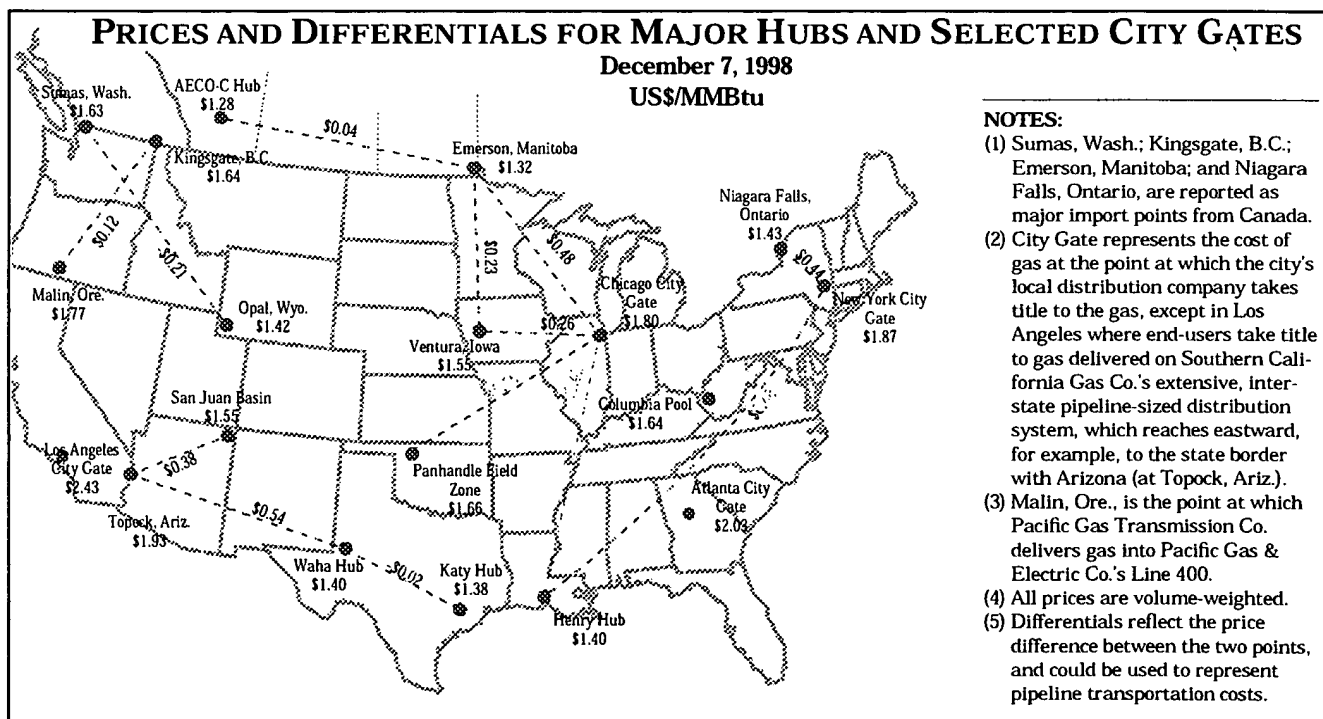 PRICES AND DIFFERENTIALS FOR MAJOR HUBS AND SELECTED CITY GATES
December 7, 1998
US$/MMBtu
Sumas, Wash.
$1.63
AECO-C Hub
$1.28
$0.04
Kingsgate, B.C.
$1.64
Emerson, Manitoba
$1.32
Niagara Falls,
Ontario
$1.43
$0.12
$0.21
$0.23
$0.48
$0.44
Malin, Ore.
$1.77
Opal, Wyo.
$1.42
Chicago City
Gate
$1.80
New York City
Gate
$1.87
$0.26
Ventura, Iowa
$1.55
San Juan Basin
$1.55
Columbia Pool
$1.64
Los Angeles
City Gate
$2.43
$0.38
Panhandle Field
Zone
$1.66
Atlanta City
Gate
$2.03
Topock, Ariz.
$1.93
$0.54
Waha Hub
$1.40
$0.02
Katy Hub
$1.38
Henry Hub
$1.40
NOTES:
(1) Sumas, Wash.; Kingsgate, B.C.;
Emerson, Manitoba; and Niagara
Falls, Ontario, are reported as
major import points from Canada.
(2) City Gate represents the cost of
gas at the point at which the city's
local distribution company takes
title to the gas, except in Los
Angeles where end-users take title
to gas delivered on Southern Cali-
fornia Gas Co.'s extensive, inter-
state pipeline-sized distribution
system, which reaches eastward,
for example, to the state border
with Arizona (at Topock, Ariz.).
(3) Malin, Ore., is the point at which
Pacific Gas Transmission Co.
delivers gas into Pacific Gas &
Electric Co.'s Line 400.
(4) All prices are volume-weighted.
(5) Differentials reflect the price
difference between the two points,
and could be used to represent
pipeline transportation costs.